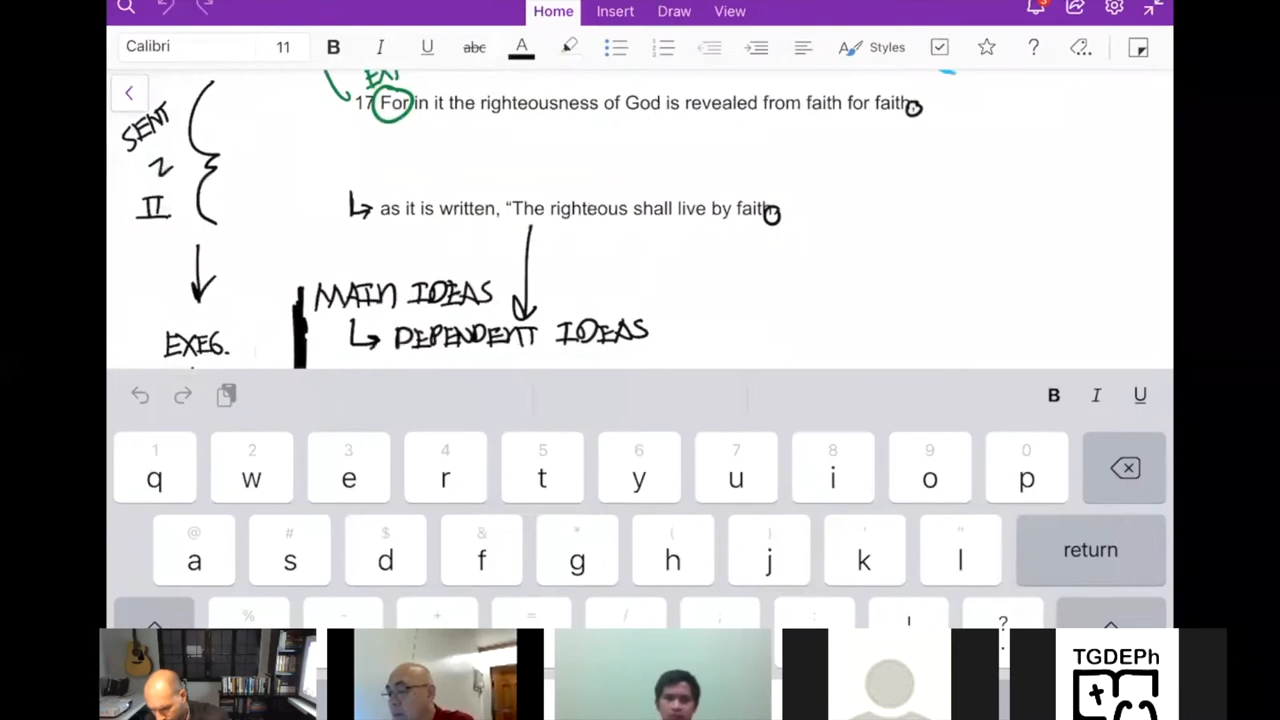 Home Insert Draw View
Calibri 11 B I U abc A Styles ?
EXP
17 For in it the righteousness of God is revealed from faith for faith,
SENT
2
II
as it is written, “The righteous shall live by faith
MAIN IDEAS
DEPENDENT IDEAS
EXEG.
B I U
1 2 3 4 5 6 7 8 9 0
q w e r t y u i o p
@ # $ & * ( ) ' "
a s d f g h j k l return
% - + = / ; : ! ?
TGDEPh